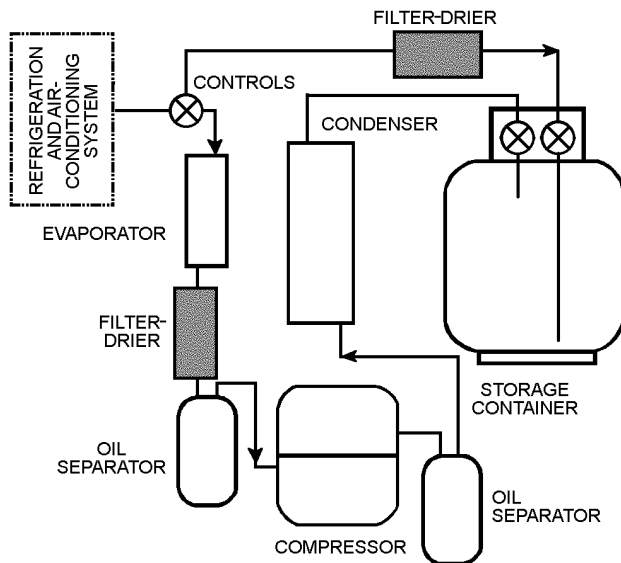 FILTER-DRIER
REFRIGERATION
AND AIR-
CONDITIONING
SYSTEM
CONTROLS
CONDENSER
EVAPORATOR
FILTER-
DRIER
STORAGE
CONTAINER
OIL
SEPARATOR
OIL
SEPARATOR
COMPRESSOR